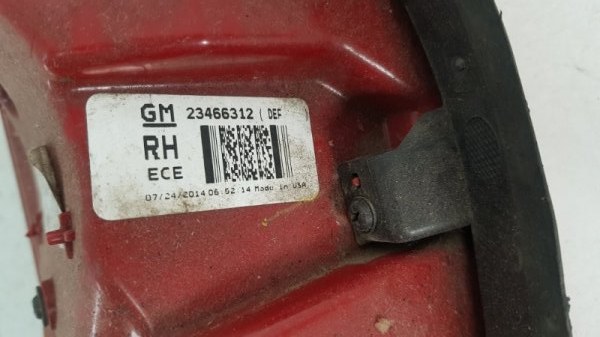 GM 23466312 ( DEF
RH
ECE
07/24/2014 06:52 14 Made in USA